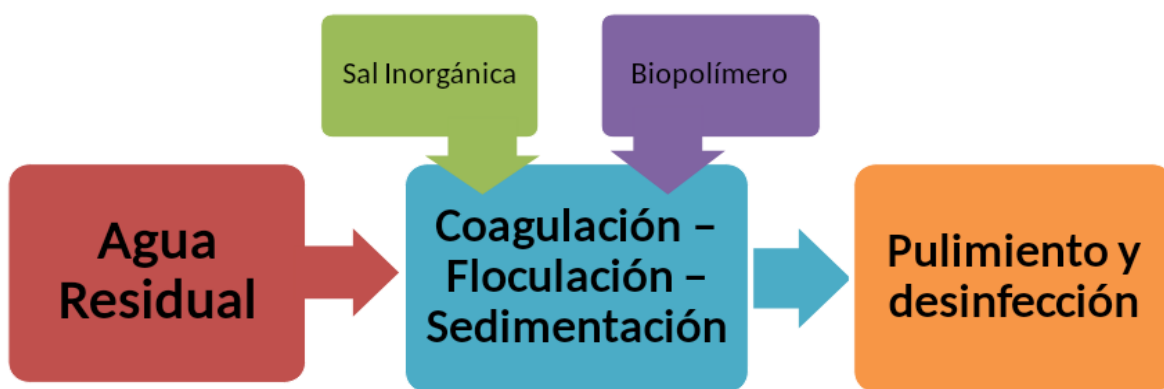 Sal Inorgánica
Biopolímero
Agua
Residual
Coagulación –
Floculación –
Sedimentación
Pulimiento y
desinfección